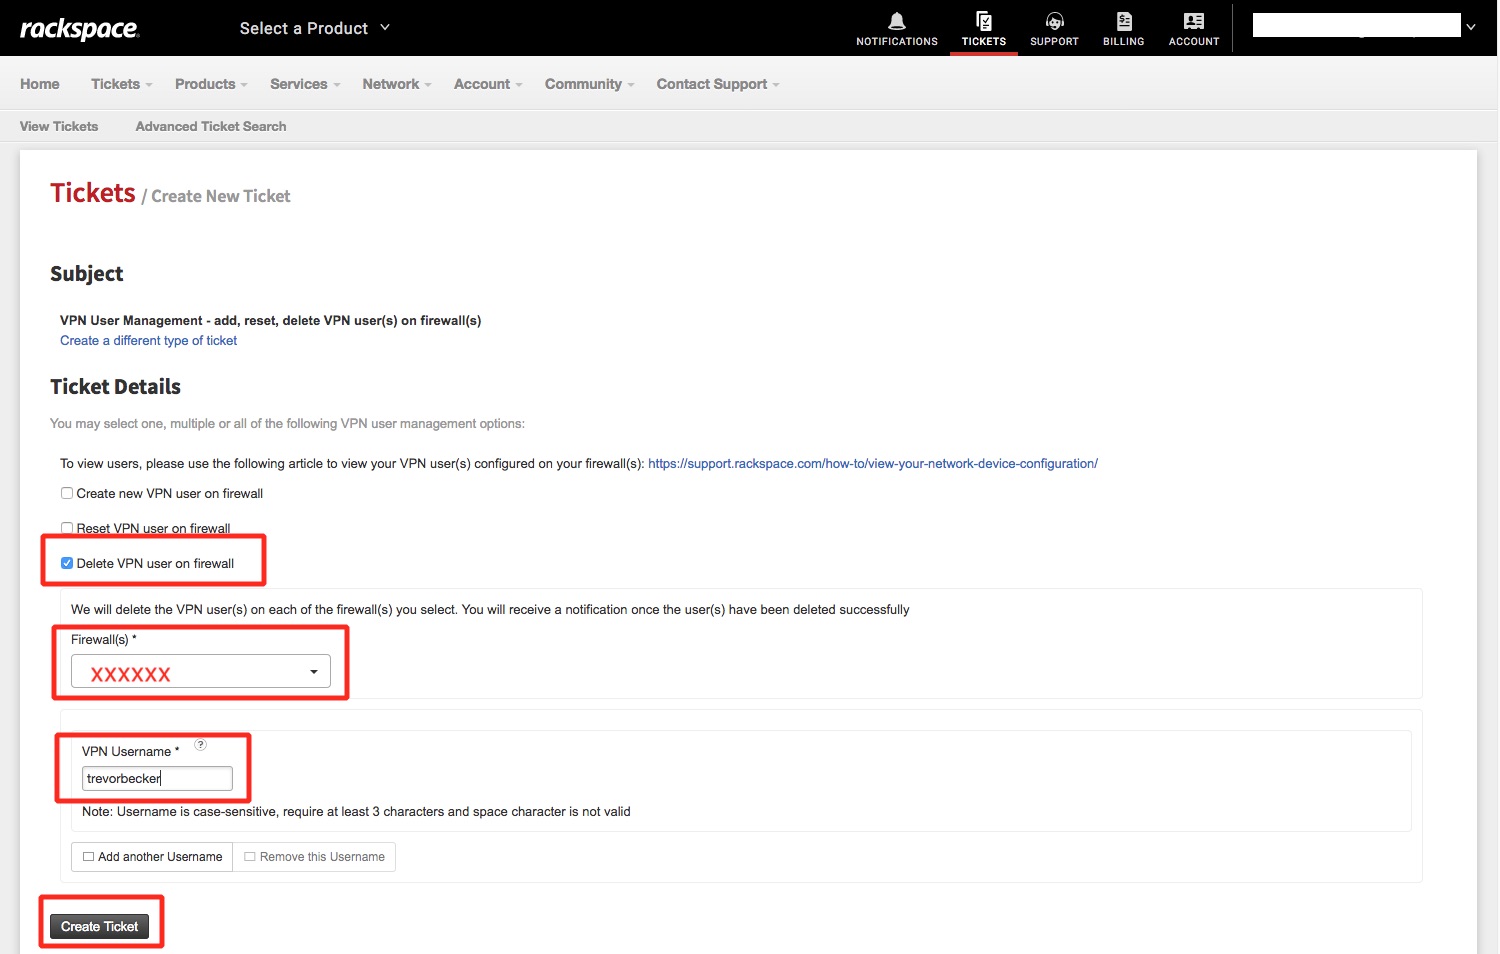 rackspace.
Select a Product
NOTIFICATIONS TICKETS SUPPORT BILLING ACCOUNT
Home Tickets Products Services Network Account Community Contact Support
View Tickets Advanced Ticket Search
Tickets / Create New Ticket
Subject
VPN User Management - add, reset, delete VPN user(s) on firewall(s)
Create a different type of ticket
Ticket Details
You may select one, multiple or all of the following VPN user management options:
To view users, please use the following article to view your VPN user(s) configured on your firewall(s): https://support.rackspace.com/how-to/view-your-network-device-configuration/
Create new VPN user on firewall
Reset VPN user on firewall
Delete VPN user on firewall
We will delete the VPN user(s) on each of the firewall(s) you select. You will receive a notification once the user(s) have been deleted successfully
Firewall(s) *
XXXXXX
VPN Username * ?
trevorbecker
Note: Username is case-sensitive, require at least 3 characters and space character is not valid
Add another Username Remove this Username
Create Ticket